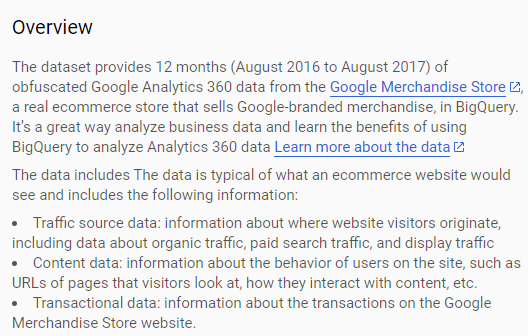 Overview
The dataset provides 12 months (August 2016 to August 2017) of
obfuscated Google Analytics 360 data from the Google Merchandise Store ,
a real ecommerce store that sells Google-branded merchandise, in BigQuery.
It's a great way analyze business data and learn the benefits of using
BigQuery to analyze Analytics 360 data Learn more about the data
The data includes The data is typical of what an ecommerce website would
see and includes the following information:
• Traffic source data: information about where website visitors originate,
including data about organic traffic, paid search traffic, and display traffic
• Content data: information about the behavior of users on the site, such as
URLs of pages that visitors look at, how they interact with content, etc.
• Transactional data: information about the transactions on the Google
Merchandise Store website.